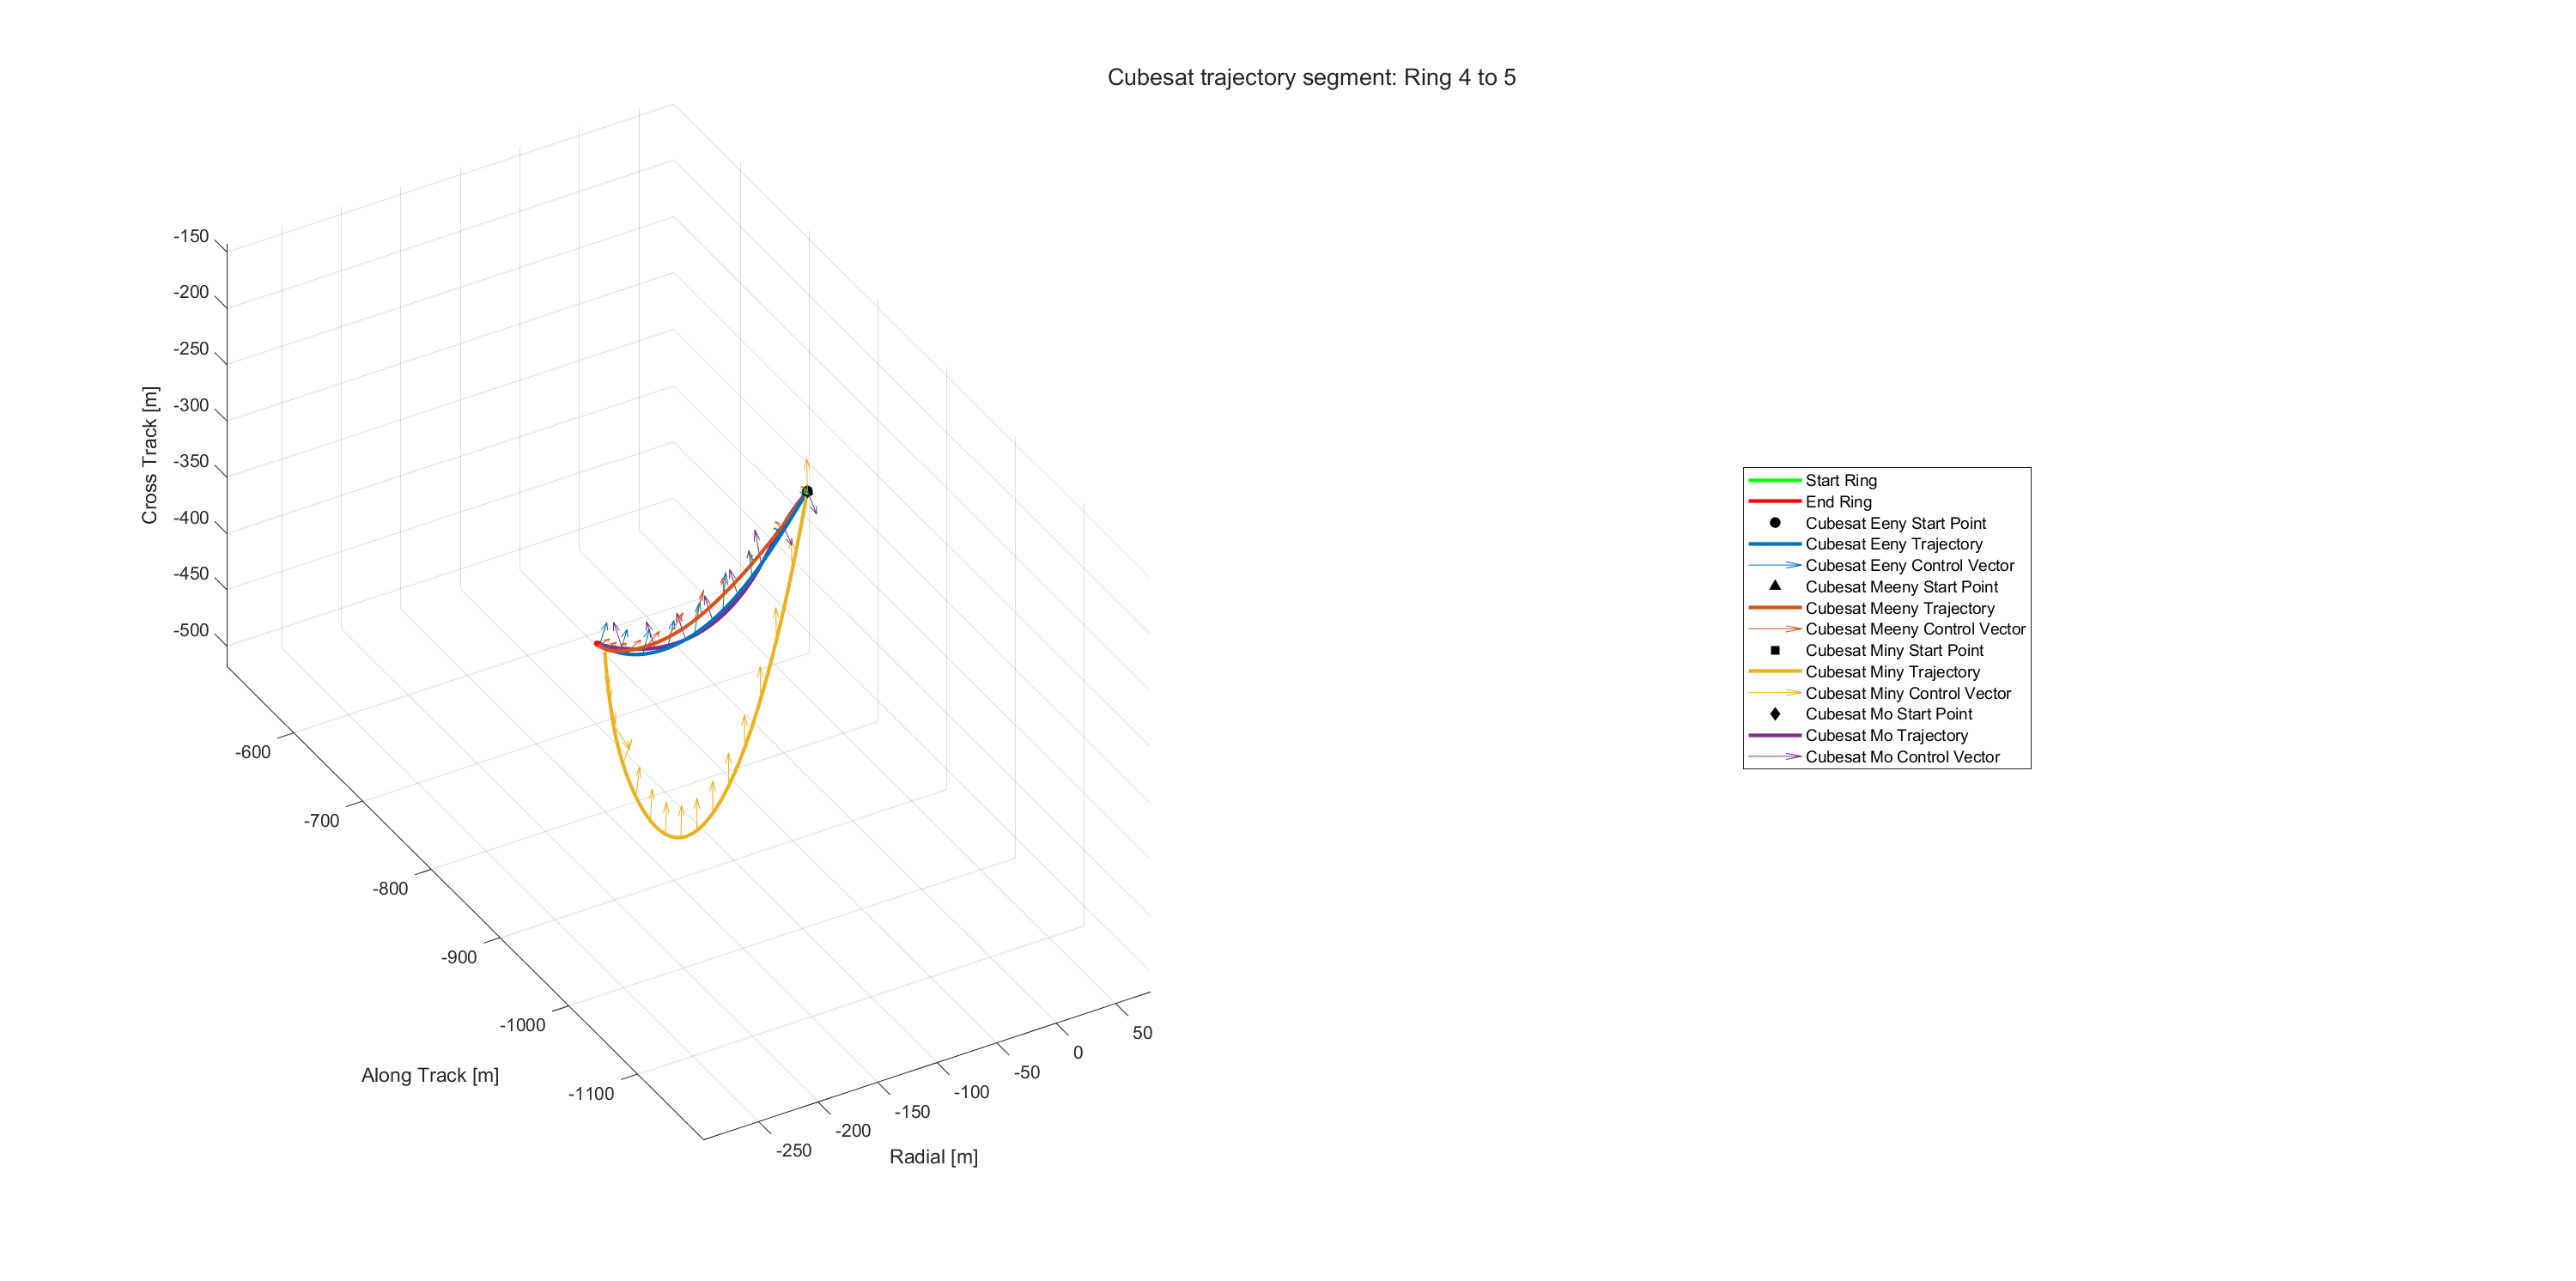 Cubesat trajectory segment: Ring 4 to 5
-150
-200
-250
-300
-350
-400
-450
-500
Cross Track [m]
-600
-700
-800
-900
-1000
-1100
Along Track [m]
-250
-200
-150
-100
-50
0
50
Radial [m]
Start Ring
End Ring
Cubesat Eeny Start Point
Cubesat Eeny Trajectory
Cubesat Eeny Control Vector
Cubesat Meeny Start Point
Cubesat Meeny Trajectory
Cubesat Meeny Control Vector
Cubesat Miny Start Point
Cubesat Miny Trajectory
Cubesat Miny Control Vector
Cubesat Mo Start Point
Cubesat Mo Trajectory
Cubesat Mo Control Vector